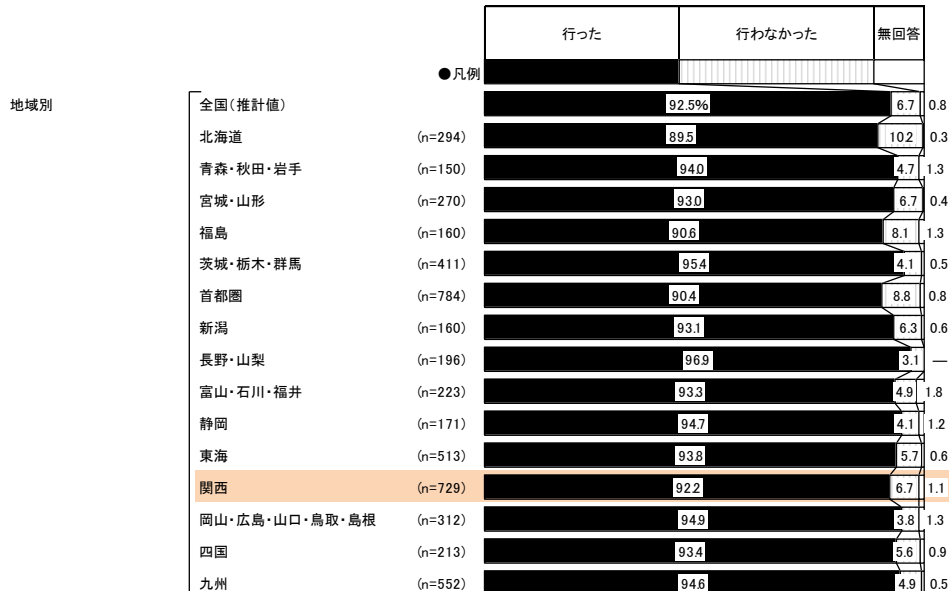 行った 行わなかった 無回答
●凡例
地域別 全国(推計値) 92.5% 6.7 0.8
北海道 (n=294) 89.5 10.2 0.3
青森・秋田・岩手 (n=150) 94.0 4.7 1.3
宮城・山形 (n=270) 93.0 6.7 0.4
福島 (n=160) 90.6 8.1 1.3
茨城・栃木・群馬 (n=411) 95.4 4.1 0.5
首都圏 (n=784) 90.4 8.8 0.8
新潟 (n=160) 93.1 6.3 0.6
長野・山梨 (n=196) 96.9 3.1 ―
富山・石川・福井 (n=223) 93.3 4.9 1.8
静岡 (n=171) 94.7 4.1 1.2
東海 (n=513) 93.8 5.7 0.6
関西 (n=729) 92.2 6.7 1.1
岡山・広島・山口・鳥取・島根 (n=312) 94.9 3.8 1.3
四国 (n=213) 93.4 5.6 0.9
九州 (n=552) 94.6 4.9 0.5